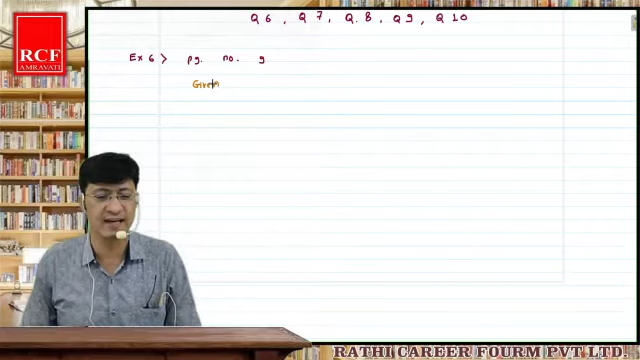 Q 6 , Q 7 , Q. 8 , Q 9 , Q 10
RCF
AMRAVATI
Ex 6 > pg. no. 9
Given
RATHI CAREER FOURM PVT LTD.